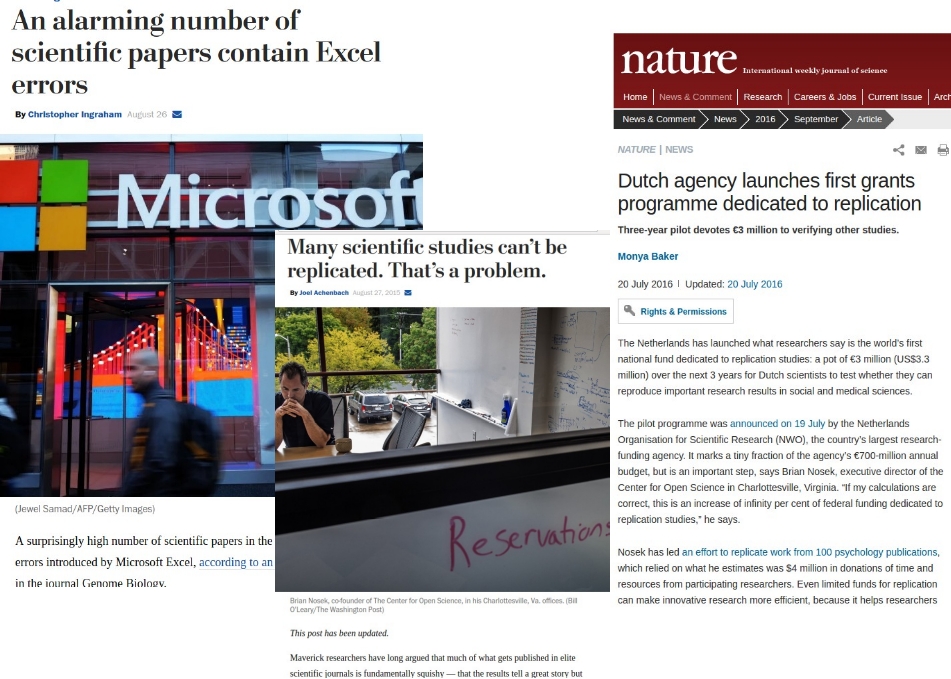 An alarming number of
scientific papers contain Excel
errors
By Christopher Ingraham August 26
Microsoft
(Jewel Samad/AFP/Getty Images)
A surprisingly high number of scientific papers in the
errors introduced by Microsoft Excel, according to an
in the journal Genome Biology.
Many scientific studies can't be
replicated. That's a problem.
By Joel Achenbach August 27, 2015
Reservations
Brian Nosek, co-founder of The Center for Open Science, in his Charlottesville, Va. offices. (Bill
O'Leary/The Washington Post)
This post has been updated.
Maverick researchers have long argued that much of what gets published in elite
scientific journals is fundamentally squishy — that the results tell a great story but
nature International weekly journal of science
Home News & Comment Research Careers & Jobs Current Issue Arch
News & Comment News 2016 September Article
NATURE | NEWS
Dutch agency launches first grants
programme dedicated to replication
Three-year pilot devotes €3 million to verifying other studies.
Monya Baker
20 July 2016 | Updated: 20 July 2016
Rights & Permissions
The Netherlands has launched what researchers say is the world's first
national fund dedicated to replication studies: a pot of €3 million (US$3.3
million) over the next 3 years for Dutch scientists to test whether they can
reproduce important research results in social and medical sciences.
The pilot programme was announced on 19 July by the Netherlands
Organisation for Scientific Research (NWO), the country's largest research-
funding agency. It marks a tiny fraction of the agency's €700-million annual
budget, but is an important step, says Brian Nosek, executive director of the
Center for Open Science in Charlottesville, Virginia. "If my calculations are
correct, this is an increase of infinity per cent of federal funding dedicated to
replication studies," he says.
Nosek has led an effort to replicate work from 100 psychology publications,
which relied on what he estimates was $4 million in donations of time and
resources from participating researchers. Even limited funds for replication
can make innovative research more efficient, because it helps researchers